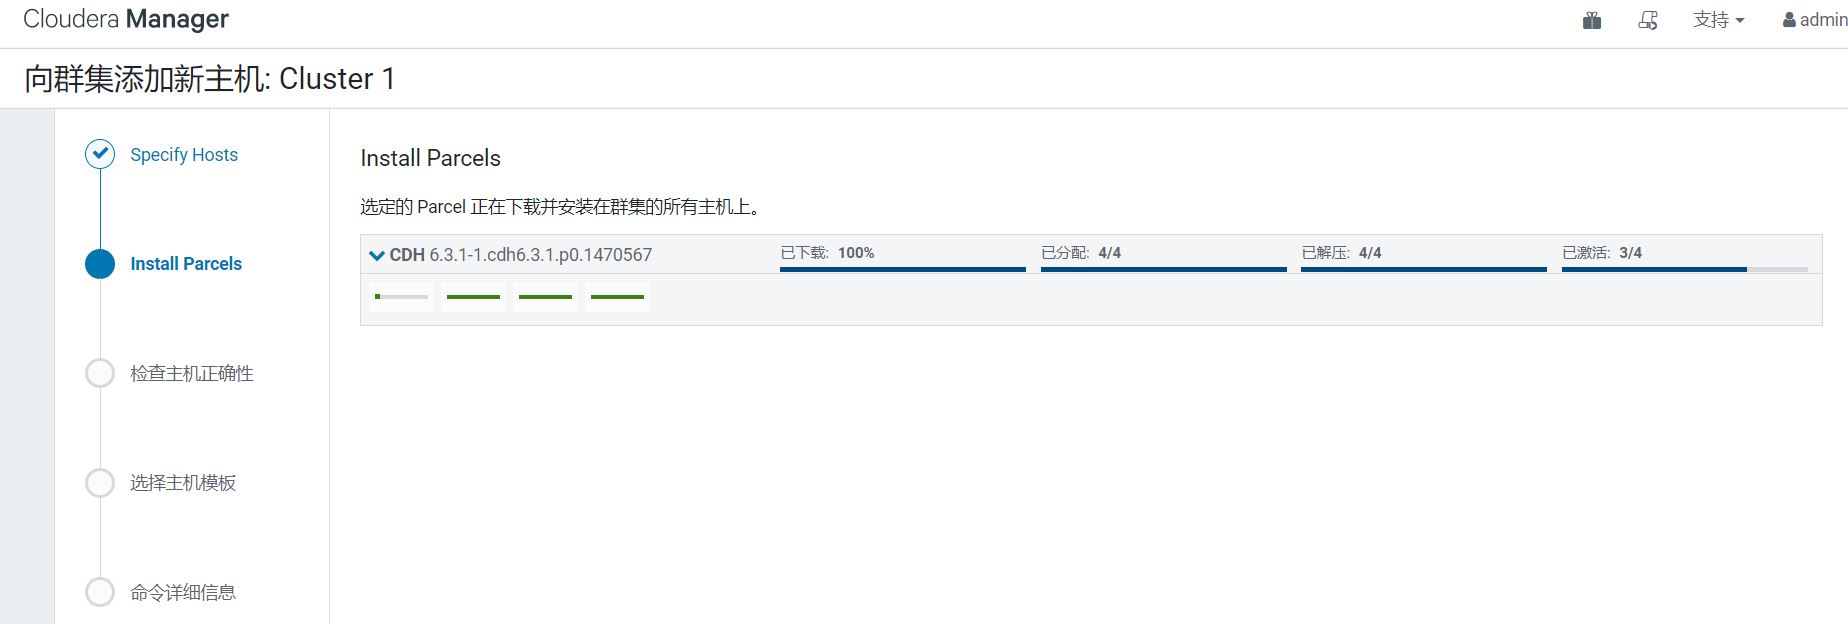 Cloudera Manager
支持
admin
向群集添加新主机: Cluster 1
Specify Hosts
Install Parcels
检查主机正确性
选择主机模板
命令详细信息
Install Parcels
选定的 Parcel 正在下载并安装在群集的所有主机上。
CDH 6.3.1-1.cdh6.3.1.p0.1470567
已下载: 100%
已分配: 4/4
已解压: 4/4
已激活: 3/4